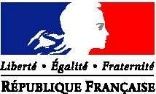 Liberté • Égalité • Fraternité
RÉPUBLIQUE FRANÇAISE